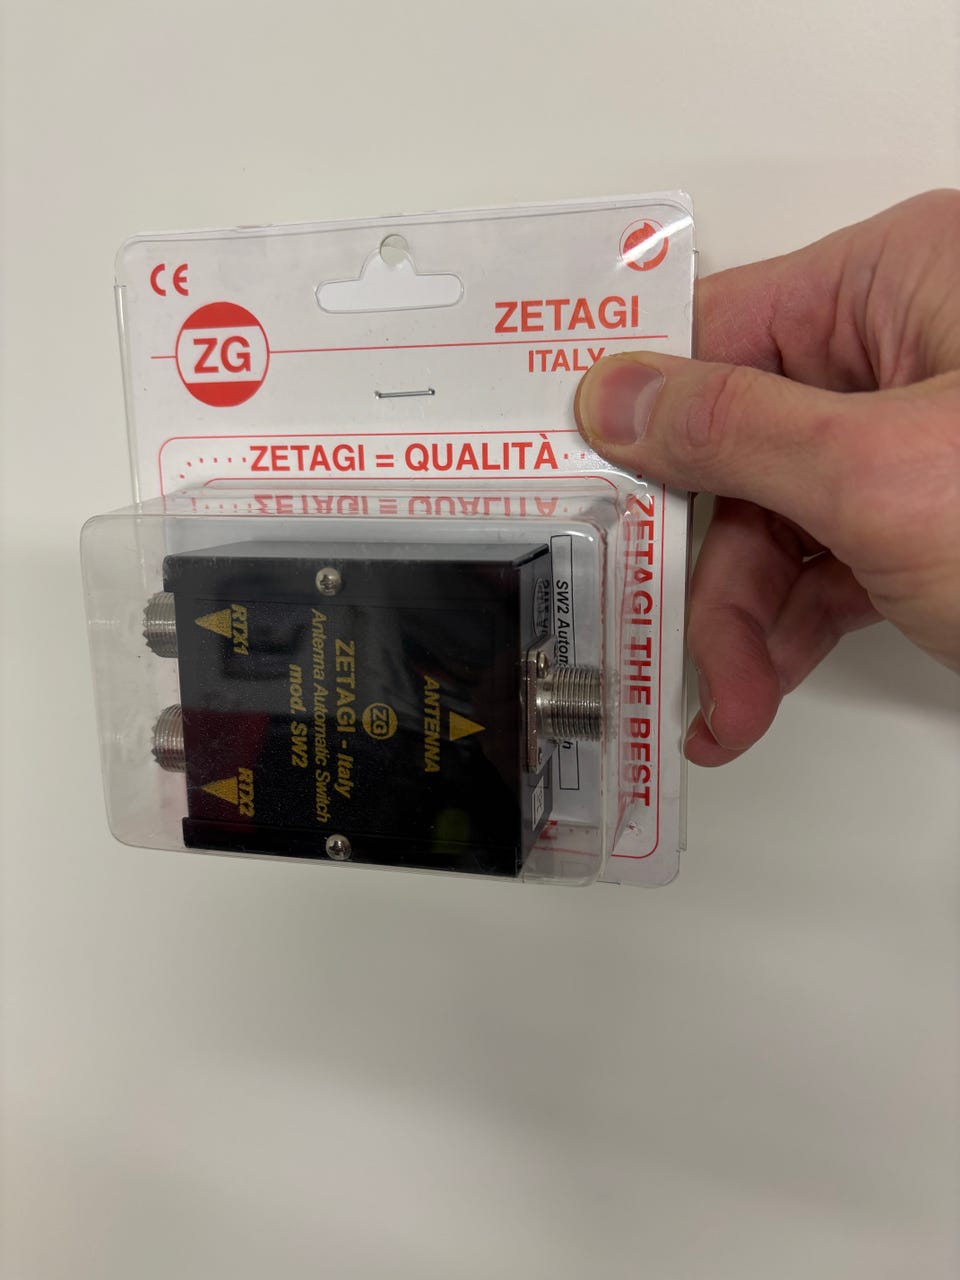 CE
ZG
ZETAGI
ITALY
ZETAGI = QUALITÀ
ZETAGI THE BEST
RTX1
RTX2
ZETAGI - Italy
Antenna Automatic Switch
mod. SW2
ZG
ANTENNA
SW2